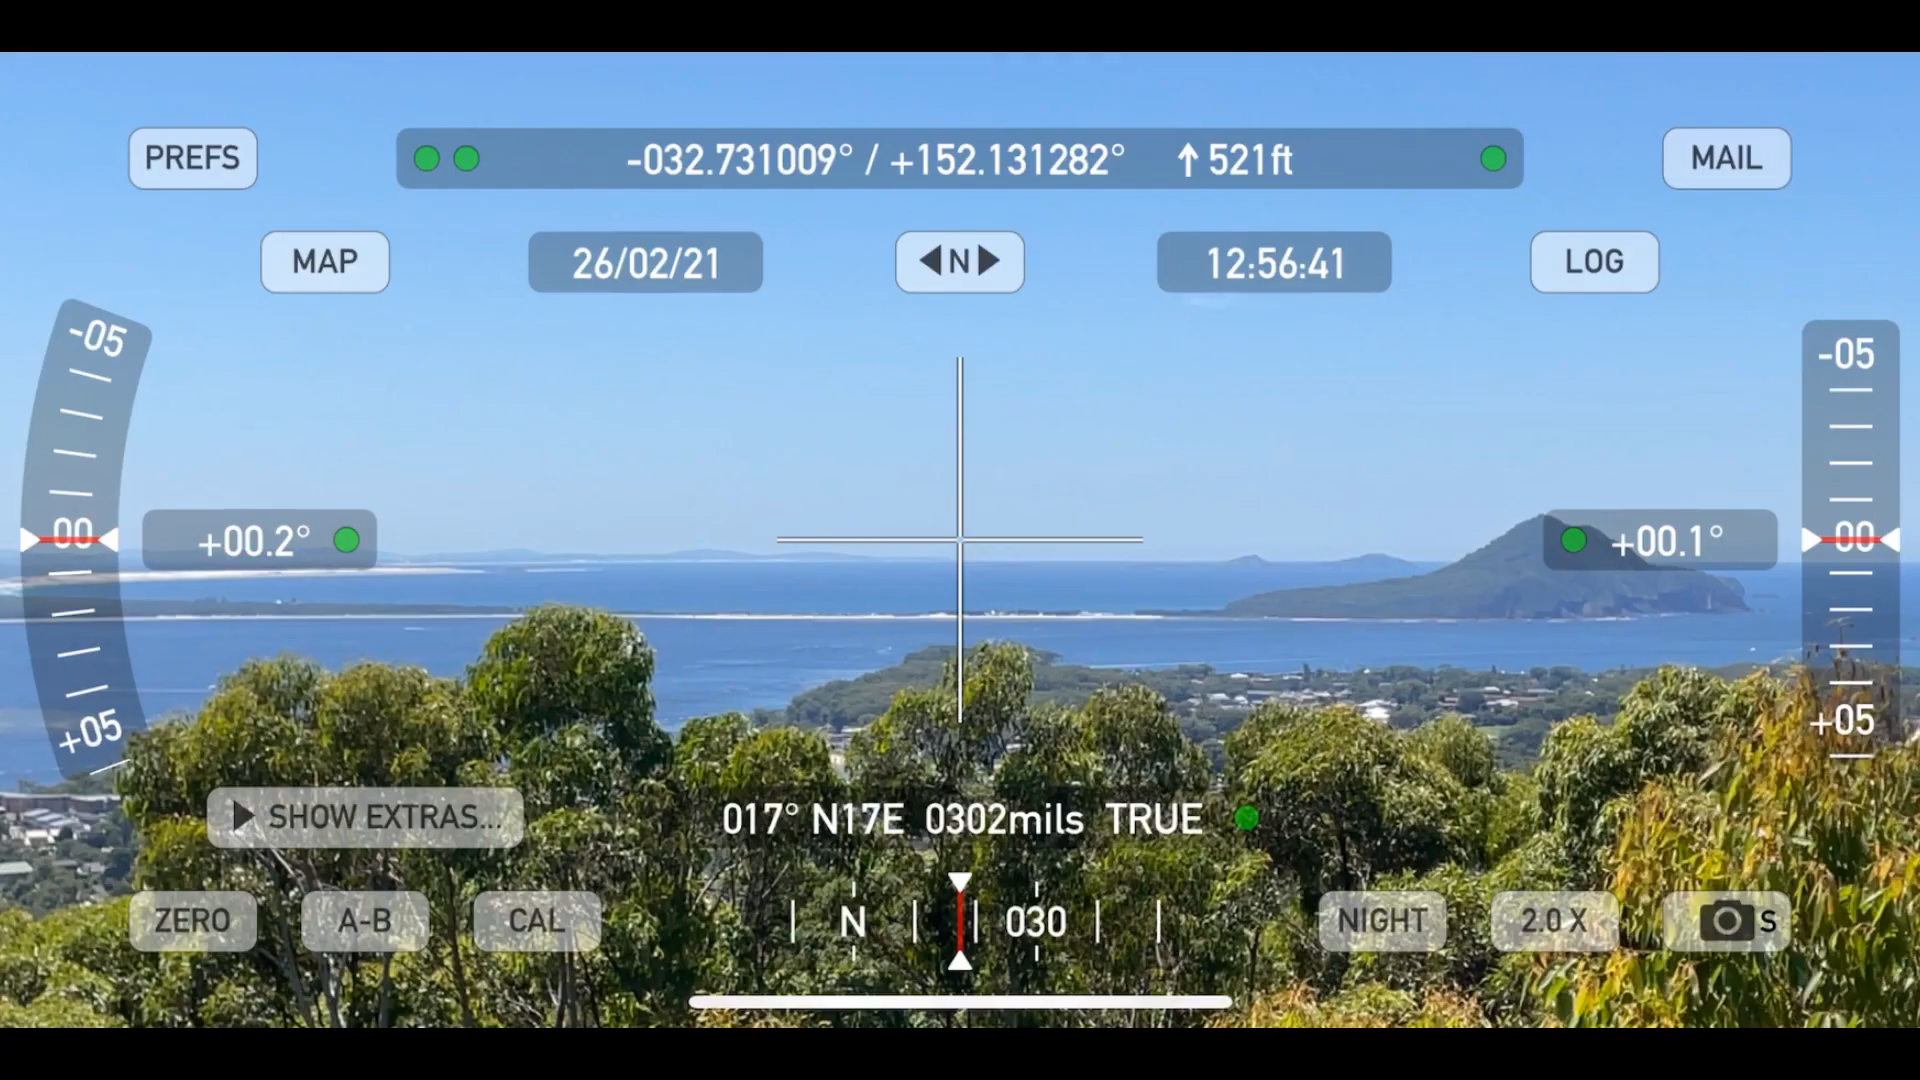 PREFS
-032.731009° / +152.131282° ↑521ft
MAIL
MAP
26/02/21
◀N▶
12:56:41
LOG
-05
00
+05
+00.2°
+00.1°
-05
00
+05
▶ SHOW EXTRAS...
017° N17E 0302mils TRUE
ZERO
A-B
CAL
N
030
NIGHT
2.0 X
S